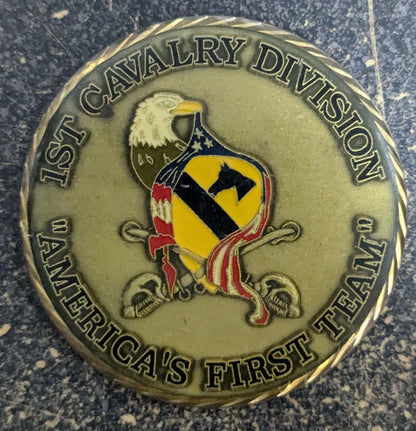 1ST CAVALRY DIVISION
"AMERICA'S FIRST TEAM"